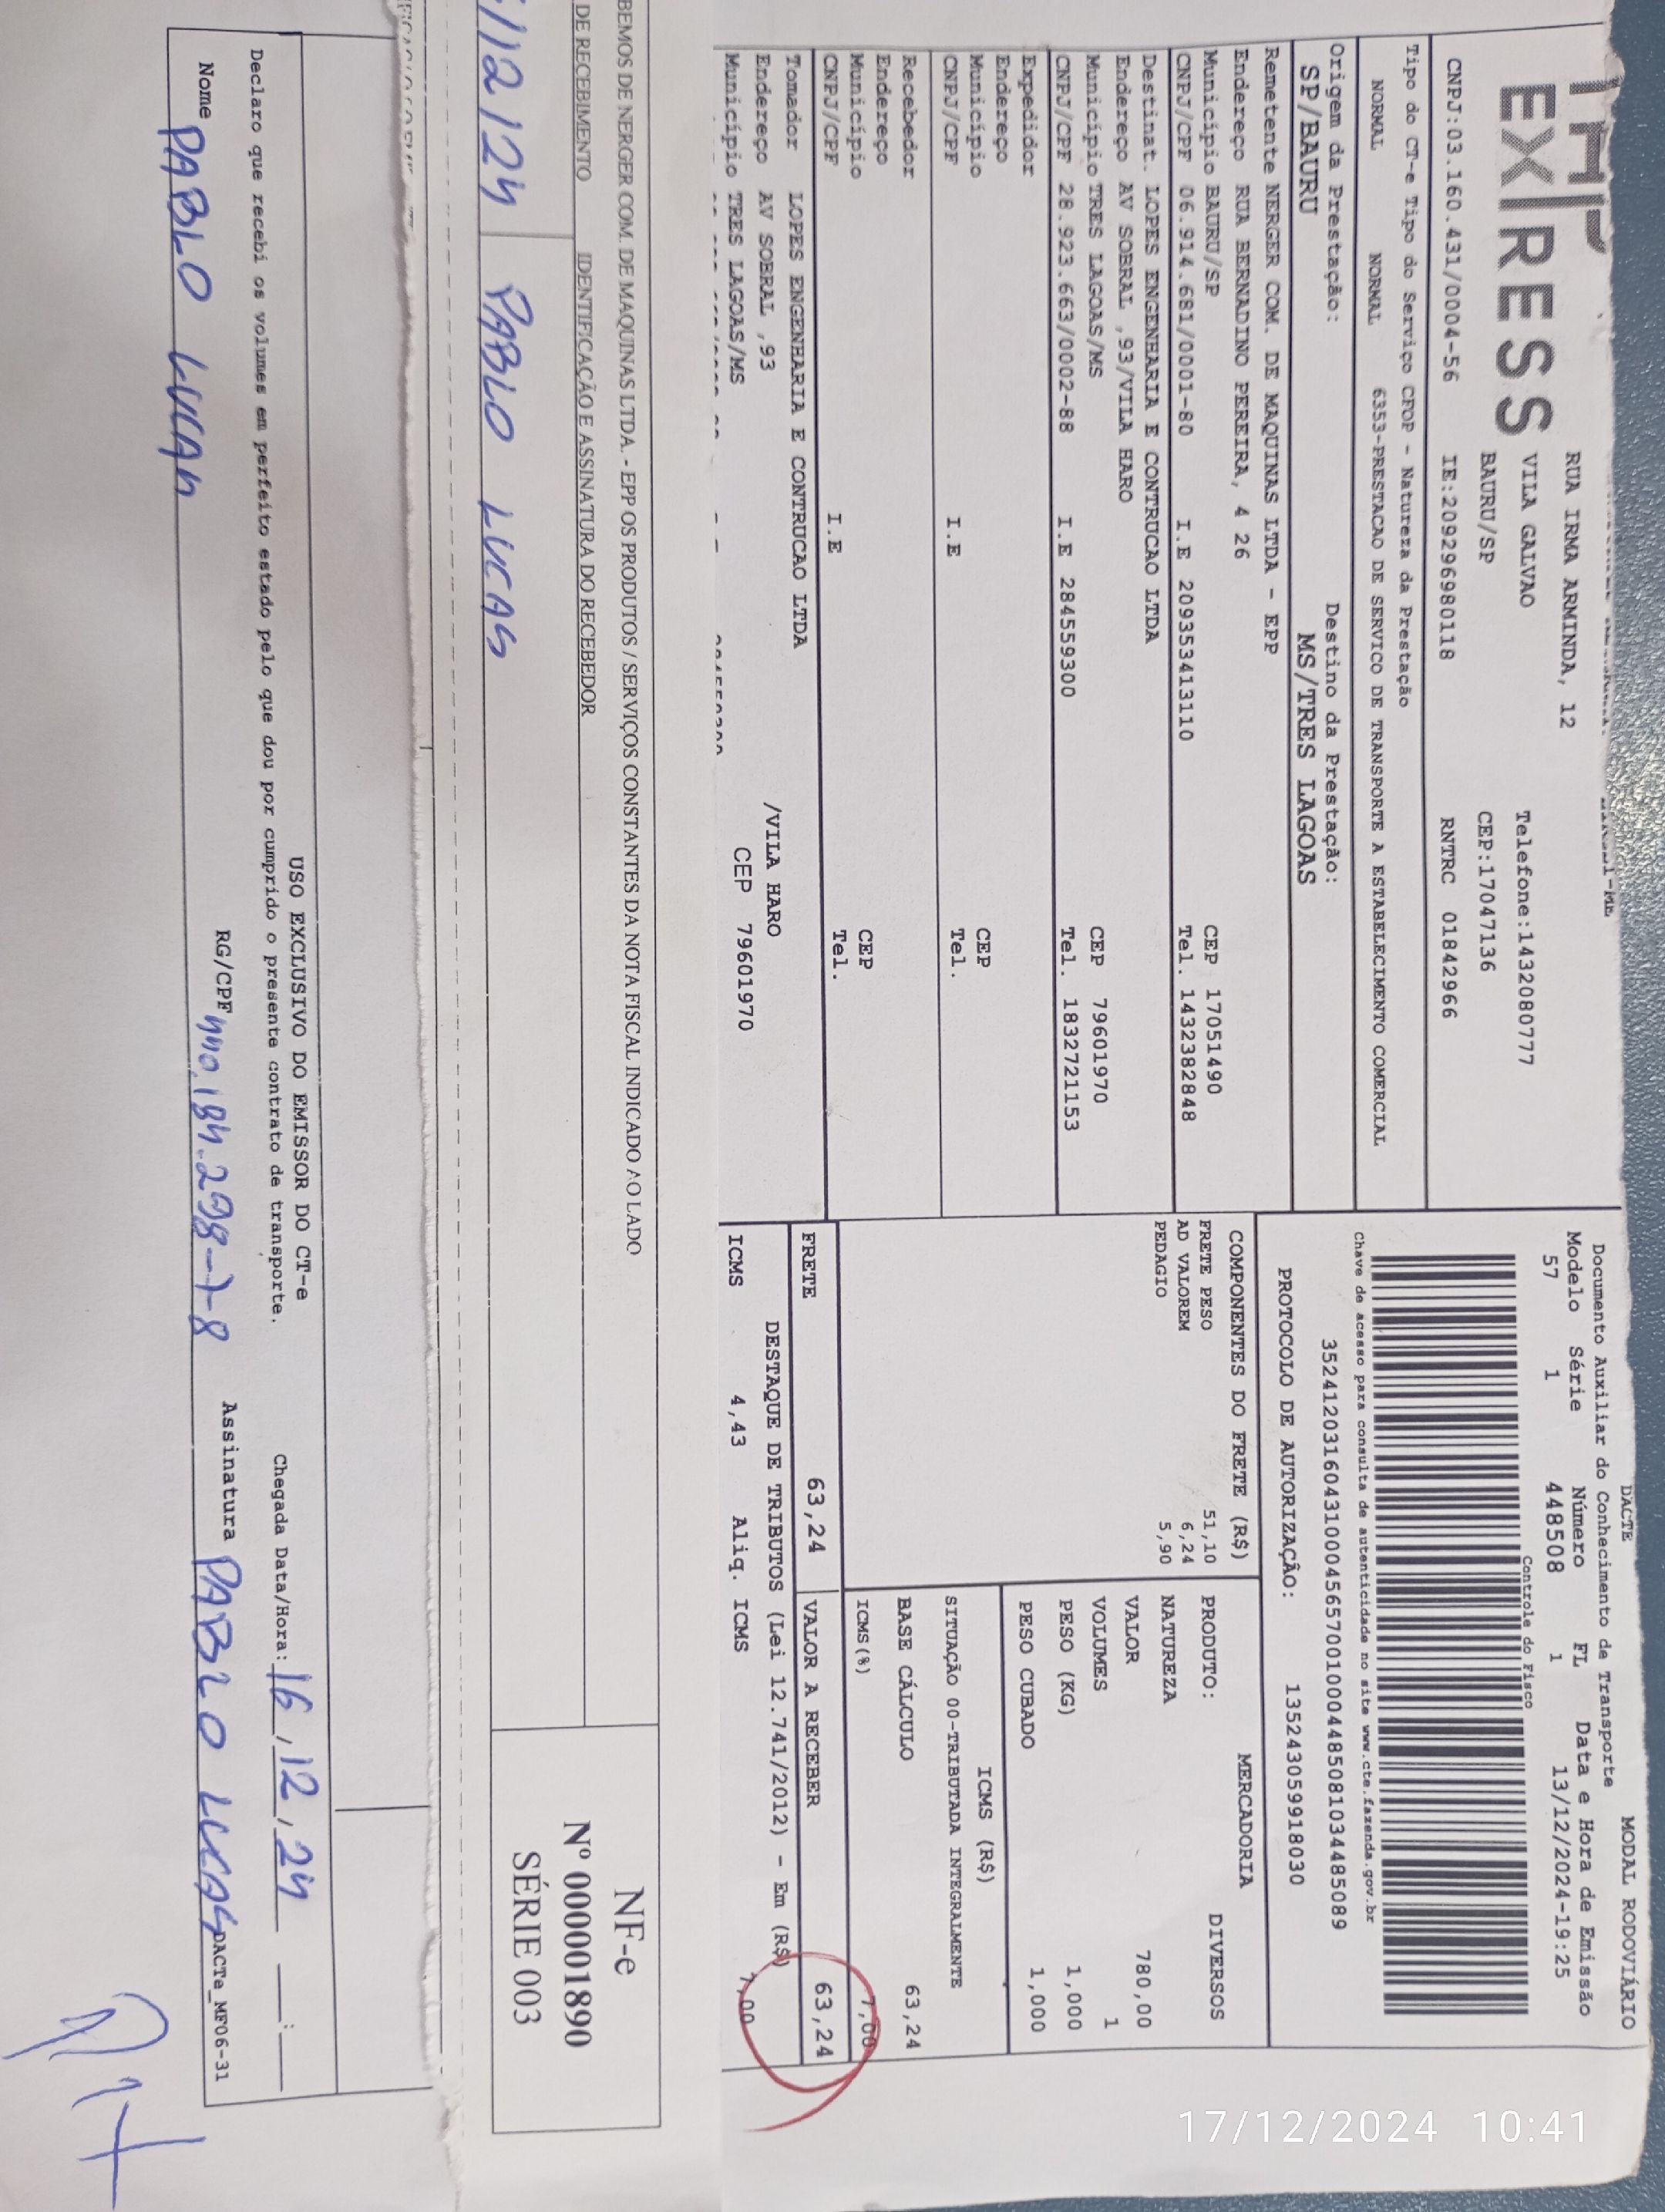 EXPRESS
RUA IRMA ARMINDA, 12
VILA GALVAO Telefone:1432080777
BAURU/SP CEP:17047136
CNPJ:03.160.431/0004-56 IE:209296980118 RNTRC 01842966
Tipo do CT-e Tipo do Serviço CFOP - Natureza da Prestação
NORMAL NORMAL 6353-PRESTACAO DE SERVICO DE TRANSPORTE A ESTABELECIMENTO COMERCIAL
Origem da Prestação: Destino da Prestação:
SP/BAURU MS/TRES LAGOAS
Remetente NERGER COM. DE MAQUINAS LTDA - EPP
Endereço RUA BERNADINO PEREIRA, 4 26
Município BAURU/SP CEP 17051490
CNPJ/CPF 06.914.681/0001-80 I.E 209353413110 Tel. 1432382848
Destinat. LOPES ENGENHARIA E CONTRUCAO LTDA
Endereço AV SOBRAL ,93/VILA HARO
Município TRES LAGOAS/MS CEP 79601970
CNPJ/CPF 28.923.663/0002-88 I.E 284559300 Tel. 18327211​53
Expedidor
Endereço
Município CEP
CNPJ/CPF I.E Tel.
Recebedor
Endereço
Município CEP
CNPJ/CPF I.E Tel.
Tomador LOPES ENGENHARIA E CONTRUCAO LTDA
Endereço AV SOBRAL ,93 /VILA HARO
Município TRES LAGOAS/MS CEP 79601970
DACTE MODAL RODOVIÁRIO
Documento Auxiliar do Conhecimento de Transporte
Modelo Série Número FL Data e Hora de Emissão
57 1 448508 1 13/12/2024-19:25
Controle do Fisco
Chave de acesso para consulta de autenticidade no site www.cte.fazenda.gov.br
35241203160431000456570010004485081034485089
PROTOCOLO DE AUTORIZAÇÃO: 135243059918030
COMPONENTES DO FRETE (R$)
FRETE PESO 51,10
AD VALOREM 6,24
PEDAGIO 5,90
MERCADORIA
PRODUTO: DIVERSOS
NATUREZA
VALOR 780,00
VOLUMES 1
PESO (KG) 1,000
PESO CUBADO 1,000
ICMS (R$)
SITUAÇÃO 00-TRIBUTADA INTEGRALMENTE
BASE CÁLCULO 63,24
ICMS(%) 7,00
FRETE 63,24 VALOR A RECEBER 63,24
DESTAQUE DE TRIBUTOS (Lei 12.741/2012) - Em (R$)
ICMS 4,43 Aliq. ICMS 7,00
BEMOS DE NERGER COM. DE MAQUINAS LTDA. - EPP OS PRODUTOS / SERVIÇOS CONSTANTES DA NOTA FISCAL INDICADO AO LADO
DE RECEBIMENTO IDENTIFICAÇÃO E ASSINATURA DO RECEBEDOR
/12/24 PABLO LUCAS
NF-e
Nº 000001890
SÉRIE 003
USO EXCLUSIVO DO EMISSOR DO CT-e
Declaro que recebi os volumes em perfeito estado pelo que dou por cumprido o presente contrato de transporte. Chegada Data/Hora: 16/12/24 __:__
Nome PABLO LUCAS RG/CPF 440.184.298-78 Assinatura PABLO LUCAS
DACTe_MF06-31
17/12/2024 10:41